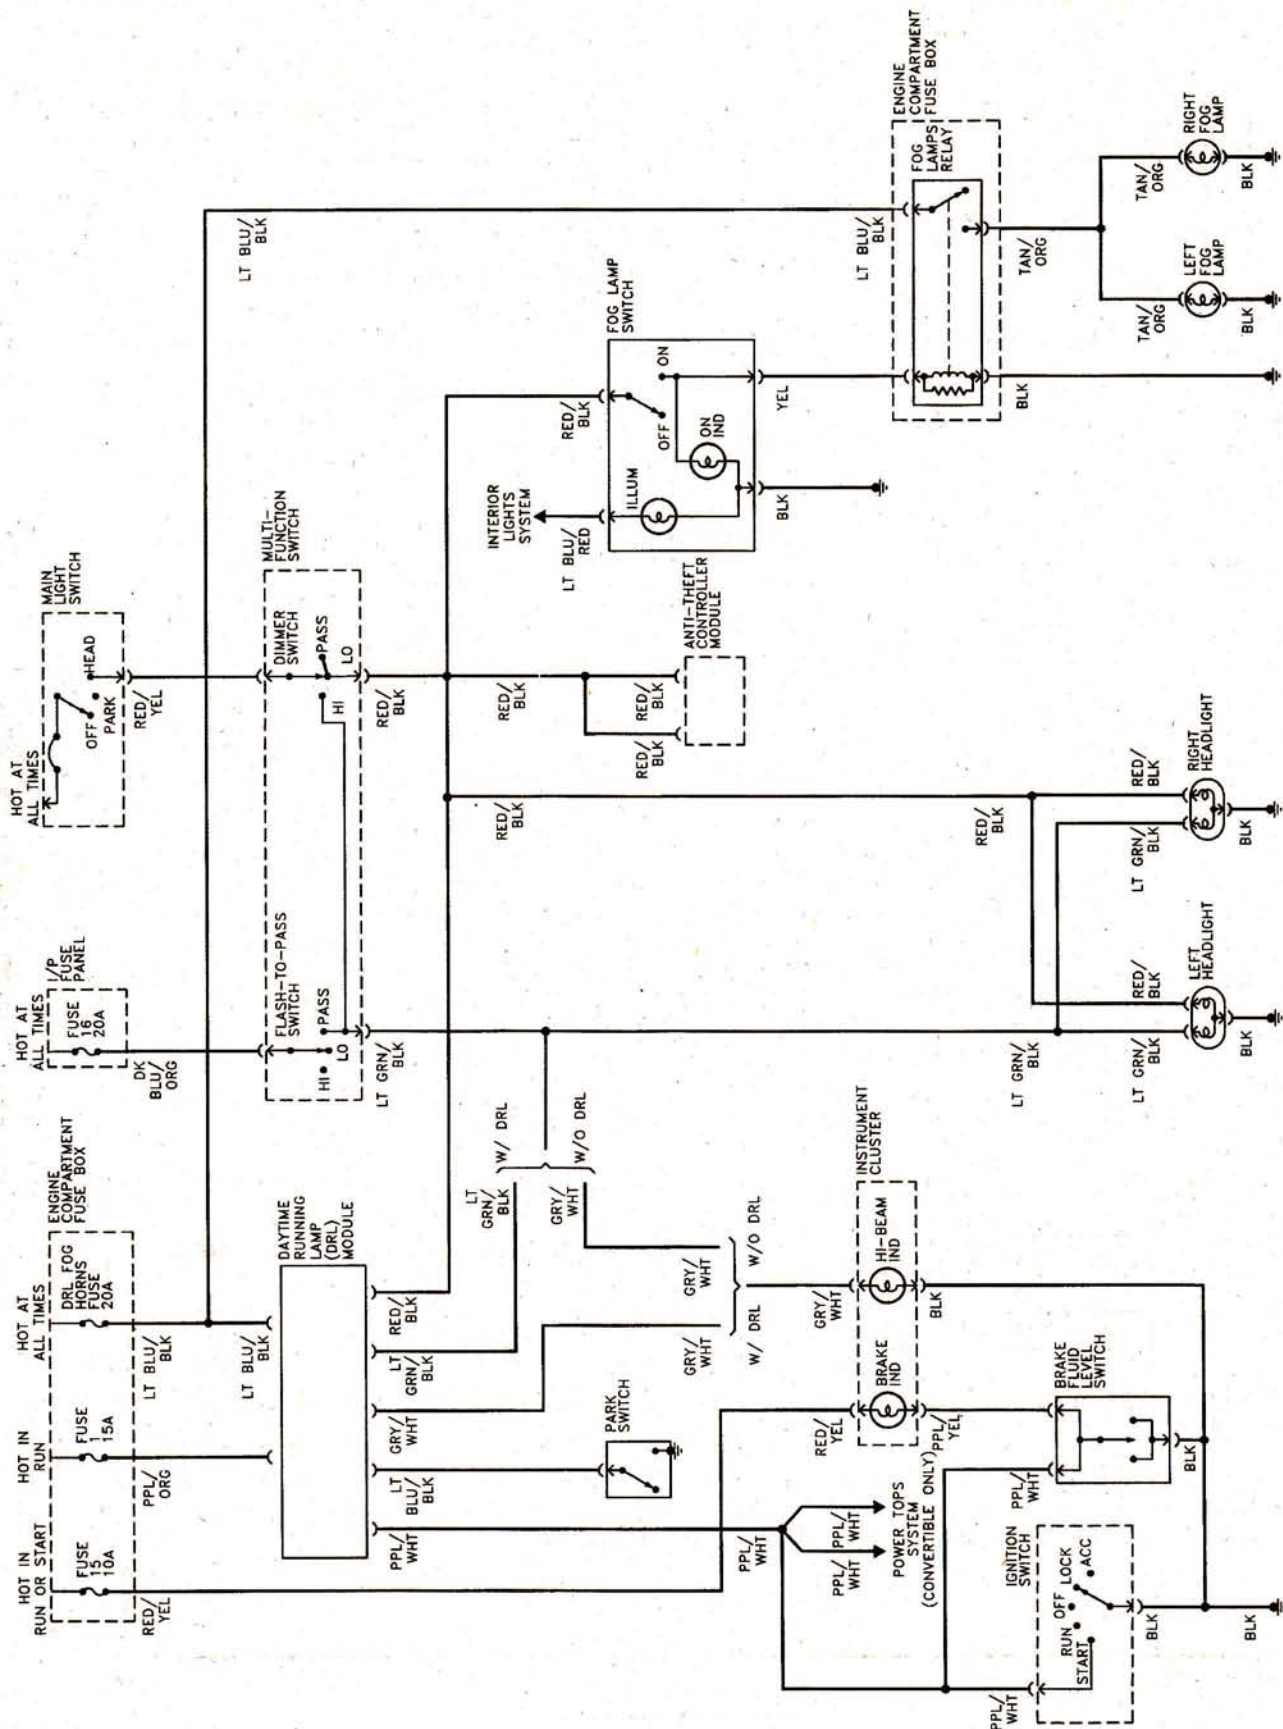 HOT IN
RUN OR START
FUSE
15
10A
RED/
YEL
HOT IN
RUN
FUSE
1
15A
PPL/
ORG
HOT AT
ALL TIMES
DRL FOG
HORNS
FUSE
20A
LT BLU/
BLK
LT BLU/
BLK
ENGINE
COMPARTMENT
FUSE BOX
HOT AT
ALL TIMES
I/P
FUSE
PANEL
FUSE
16
20A
DK
BLU/
ORG
HOT AT
ALL TIMES
MAIN
LIGHT
SWITCH
OFF
PARK
HEAD
RED/
YEL
LT BLU/
BLK
DAYTIME
RUNNING
LAMP
(DRL)
MODULE
FLASH-TO-PASS
SWITCH
HI
LO
PASS
DIMMER
SWITCH
HI
LO
PASS
MULTI-
FUNCTION
SWITCH
PPL/
WHT
LT
BLU/
BLK
GRY/
WHT
LT
GRN/
BLK
RED/
BLK
LT GRN/
BLK
RED/
BLK
LT
GRN/
BLK
W/ DRL
GRY/
WHT
W/O DRL
RED/
BLK
RED/
BLK
RED/
BLK
INTERIOR
LIGHTS
SYSTEM
LT BLU/
RED
RED/
BLK
FOG LAMP
SWITCH
ILLUM
OFF
ON
ON
IND
YEL
BLK
RED/
BLK
RED/
BLK
ANTI-THEFT
CONTROLLER
MODULE
PARK
SWITCH
GRY/
WHT
W/ DRL
GRY/
WHT
W/O DRL
PPL/
WHT
PPL/
WHT
PPL/
WHT
POWER TOPS
SYSTEM
(CONVERTIBLE ONLY)
RED/
YEL
GRY/
WHT
INSTRUMENT
CLUSTER
BRAKE
IND
HI-BEAM
IND
PPL/
YEL
BLK
ENGINE
COMPARTMENT
FUSE BOX
LT BLU/
BLK
FOG
LAMPS
RELAY
BLK
TAN/
ORG
PPL/
WHT
IGNITION
SWITCH
START
RUN
OFF
LOCK
ACC
BLK
PPL/
WHT
BRAKE
FLUID
LEVEL
SWITCH
BLK
BLK
LT GRN/
BLK
RED/
BLK
LT GRN/
BLK
RED/
BLK
LEFT
HEADLIGHT
BLK
LT GRN/
BLK
RED/
BLK
RIGHT
HEADLIGHT
BLK
TAN/
ORG
LEFT
FOG
LAMP
BLK
TAN/
ORG
RIGHT
FOG
LAMP
BLK